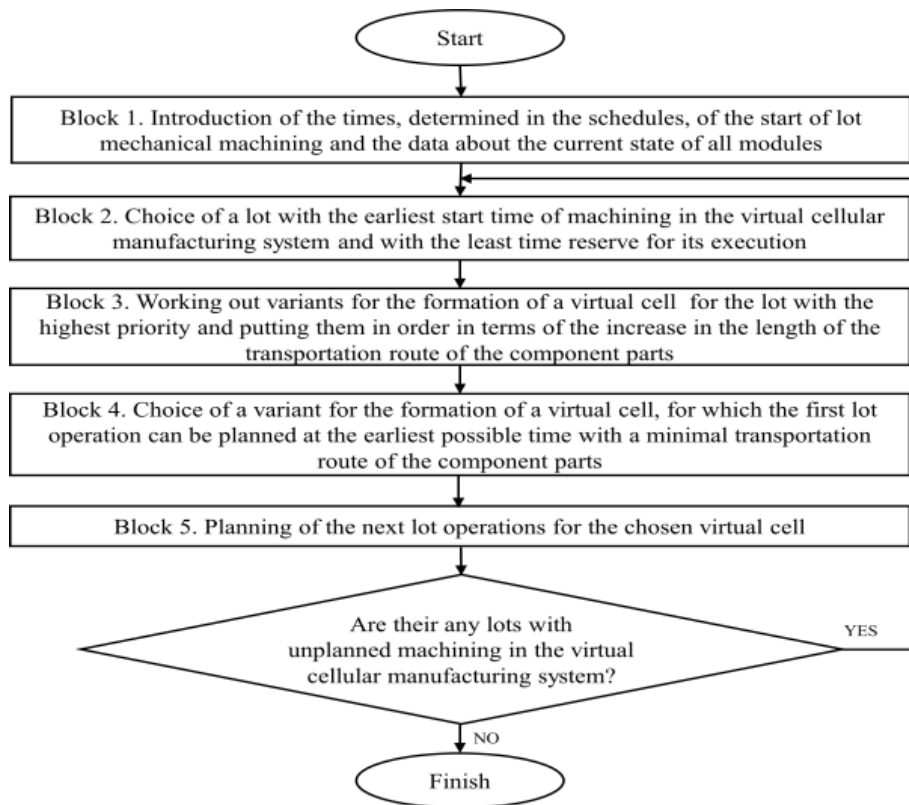 Start
Block 1. Introduction of the times, determined in the schedules, of the start of lot
mechanical machining and the data about the current state of all modules
Block 2. Choice of a lot with the earliest start time of machining in the virtual cellular
manufacturing system and with the least time reserve for its execution
Block 3. Working out variants for the formation of a virtual cell for the lot with the
highest priority and putting them in order in terms of the increase in the length of the
transportation route of the component parts
Block 4. Choice of a variant for the formation of a virtual cell, for which the first lot
operation can be planned at the earliest possible time with a minimal transportation
route of the component parts
Block 5. Planning of the next lot operations for the chosen virtual cell
Are their any lots with
unplanned machining in the virtual
cellular manufacturing system?
YES
NO
Finish